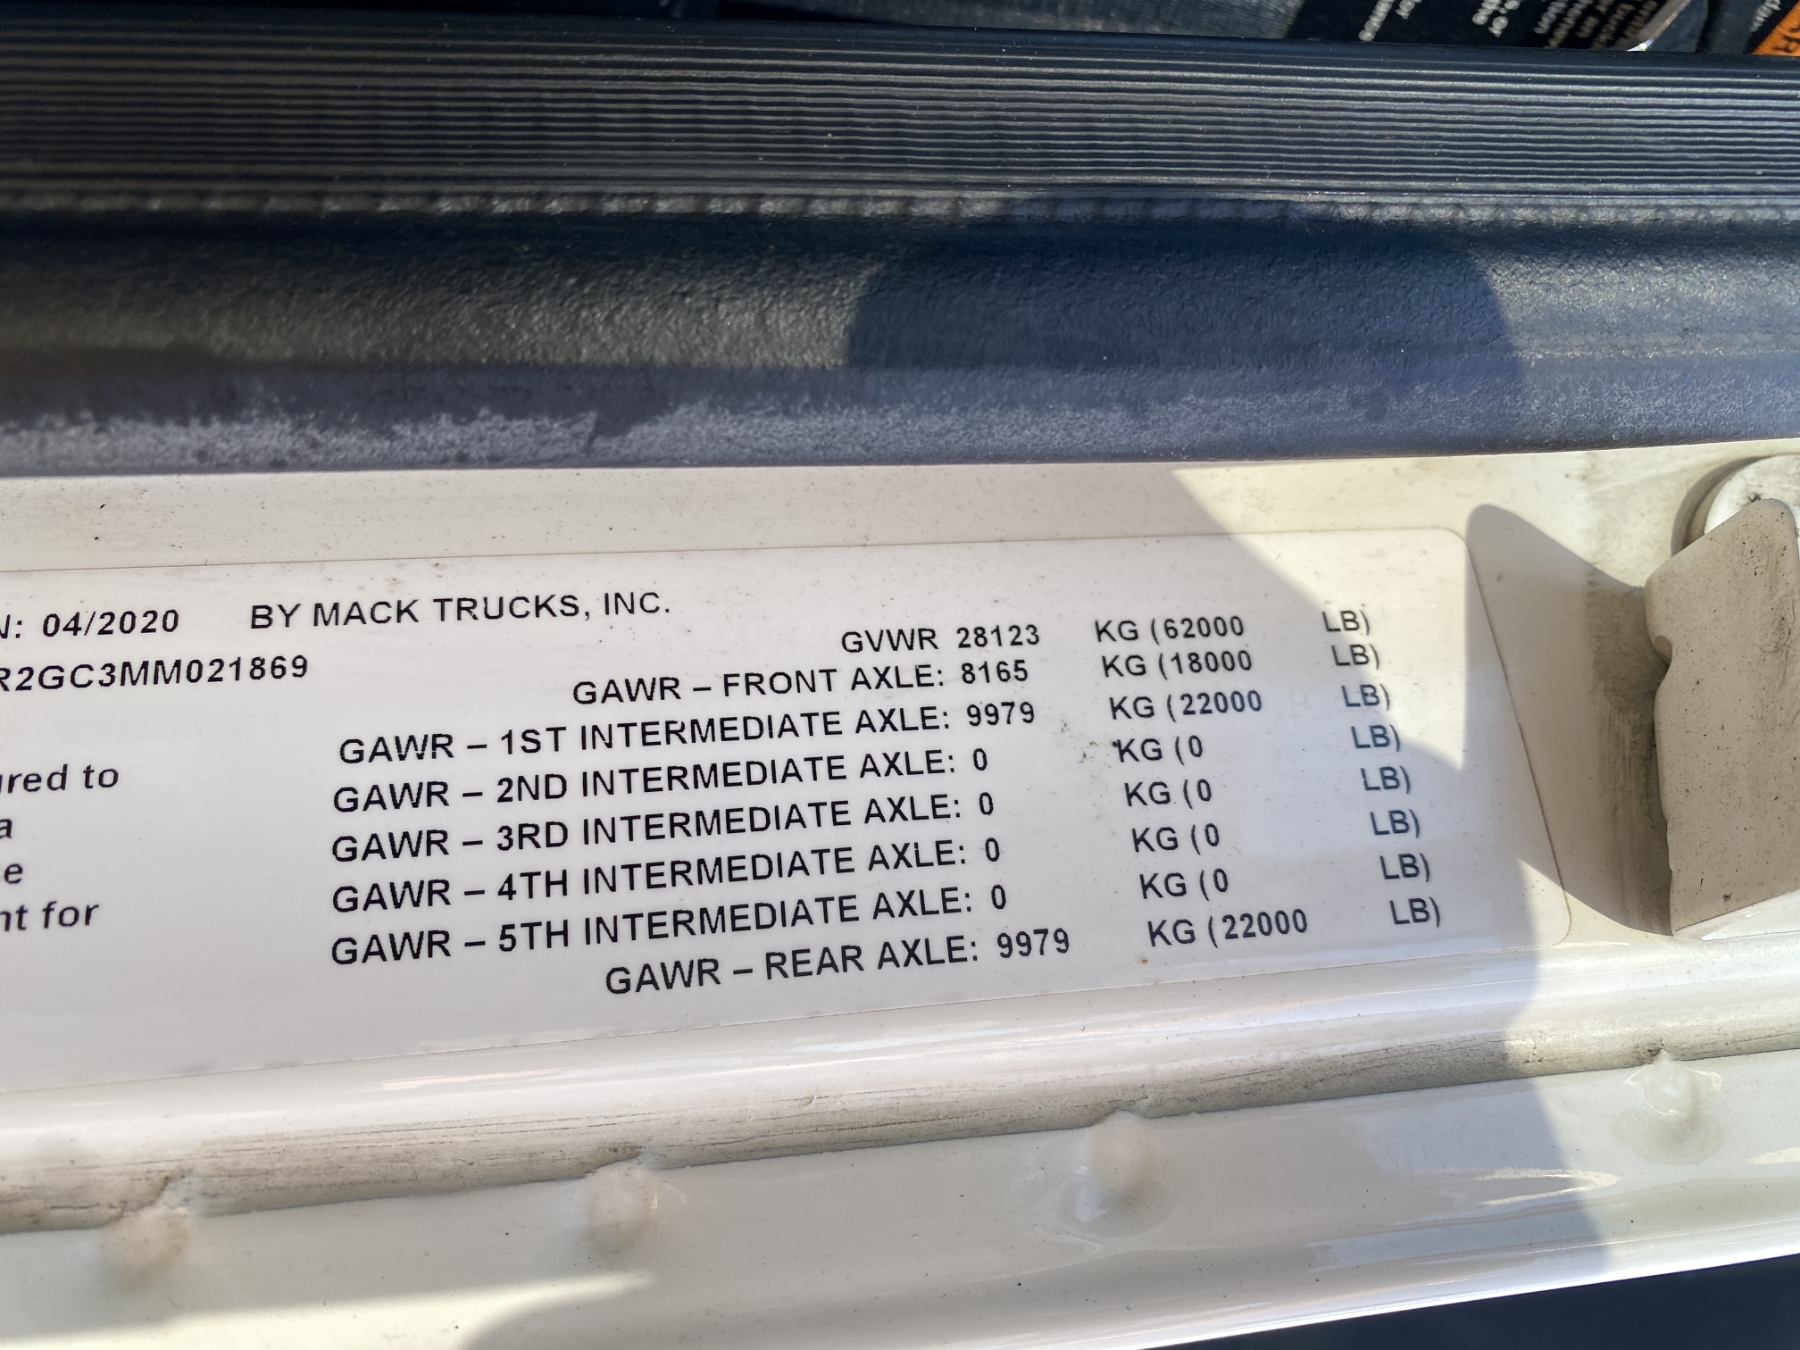 N: 04/2020 BY MACK TRUCKS, INC.
R2GC3MM021869
GVWR 28123 KG (62000 LB)
GAWR – FRONT AXLE: 8165 KG (18000 LB)
GAWR – 1ST INTERMEDIATE AXLE: 9979 KG (22000 LB)
GAWR – 2ND INTERMEDIATE AXLE: 0 KG (0 LB)
GAWR – 3RD INTERMEDIATE AXLE: 0 KG (0 LB)
GAWR – 4TH INTERMEDIATE AXLE: 0 KG (0 LB)
GAWR – 5TH INTERMEDIATE AXLE: 0 KG (0 LB)
GAWR – REAR AXLE: 9979 KG (22000 LB)
ired to
a
e
nt for